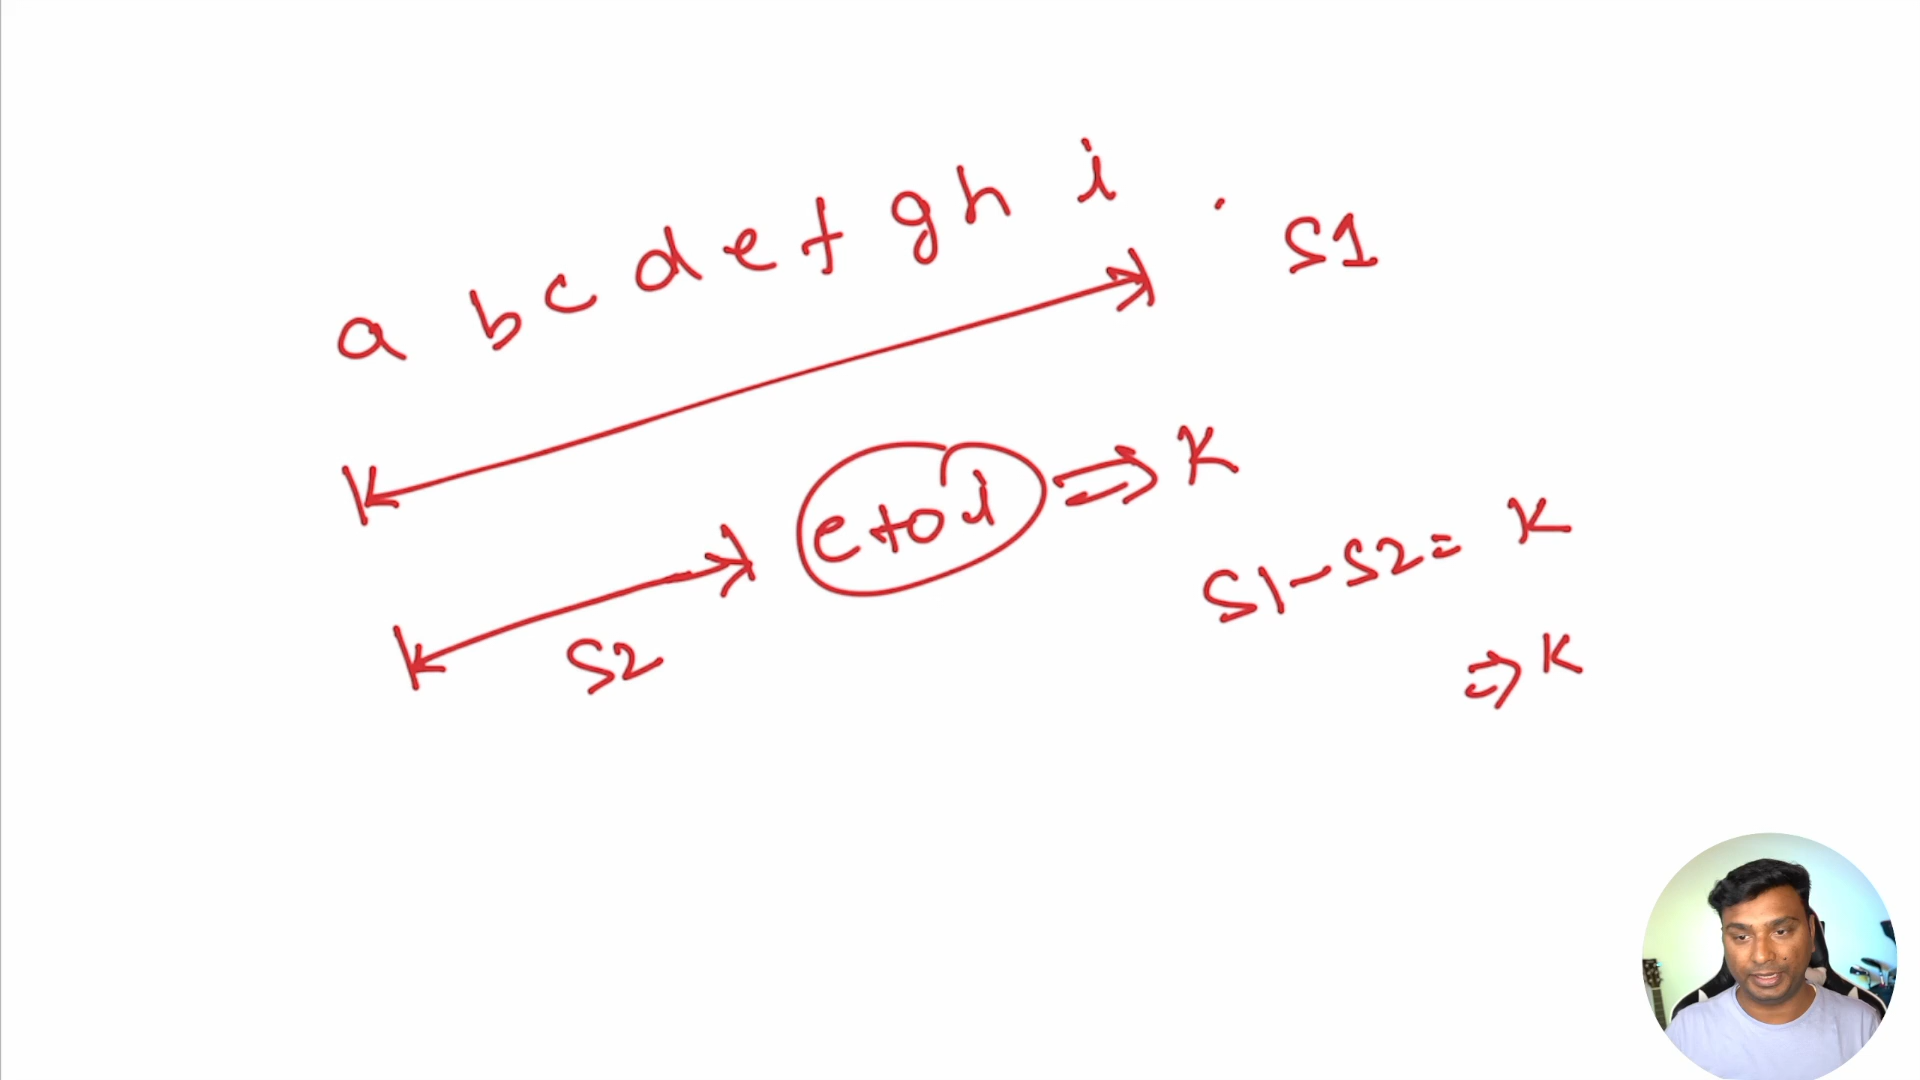 a b c d e f g h i
S1
e to i ⇒ K
S2
S1 - S2 = K
⇒ K